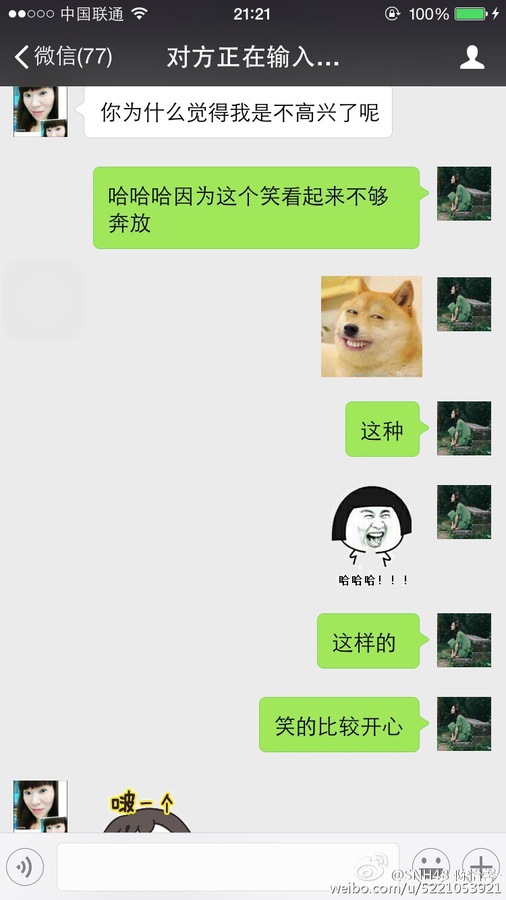 中国联通
21:21
100%
微信(77)
对方正在输入...
你为什么觉得我是不高兴了呢
哈哈哈因为这个笑看起来不够
奔放
这种
哈哈哈！！！
这样的
笑的比较开心
啵一个
@SNH48
weibo.com/u/5221053921